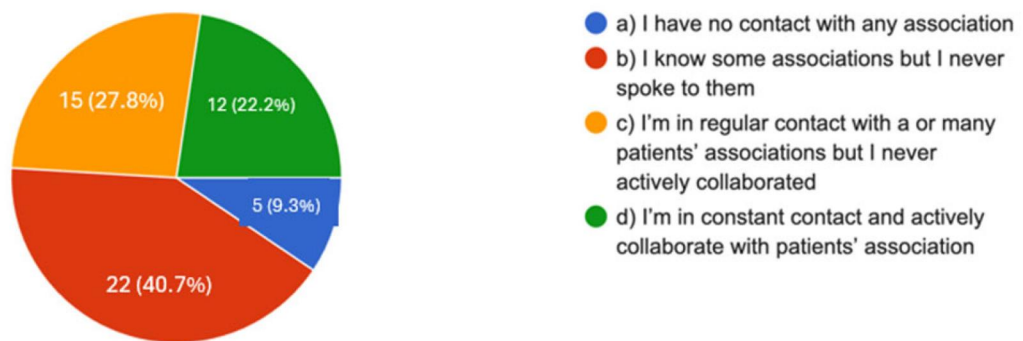 15 (27.8%)
12 (22.2%)
5 (9.3%)
22 (40.7%)
a) I have no contact with any association
b) I know some associations but I never
spoke to them
c) I'm in regular contact with a or many
patients' associations but I never
actively collaborated
d) I'm in constant contact and actively
collaborate with patients' association